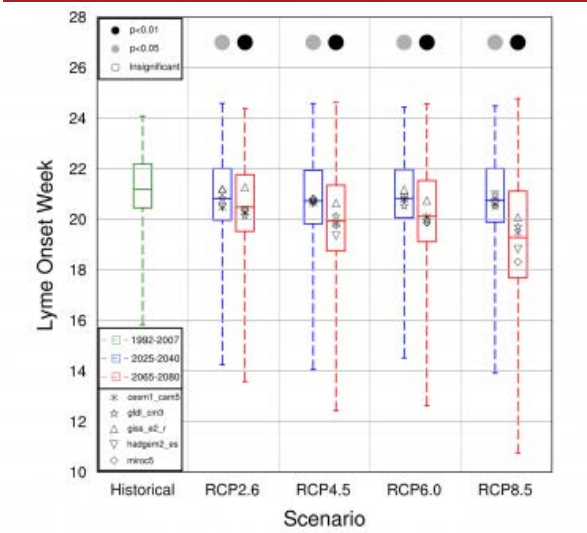 28
26
24
22
20
18
16
14
12
10
Lyme Onset Week
p<0.01
p<0.05
Insignificant
1992-2007
2025-2040
2065-2080
cesm1_cam5
gfdl_cm3
giss_e2_r
hadgem2_es
miroc5
Historical RCP2.6 RCP4.5 RCP6.0 RCP8.5
Scenario